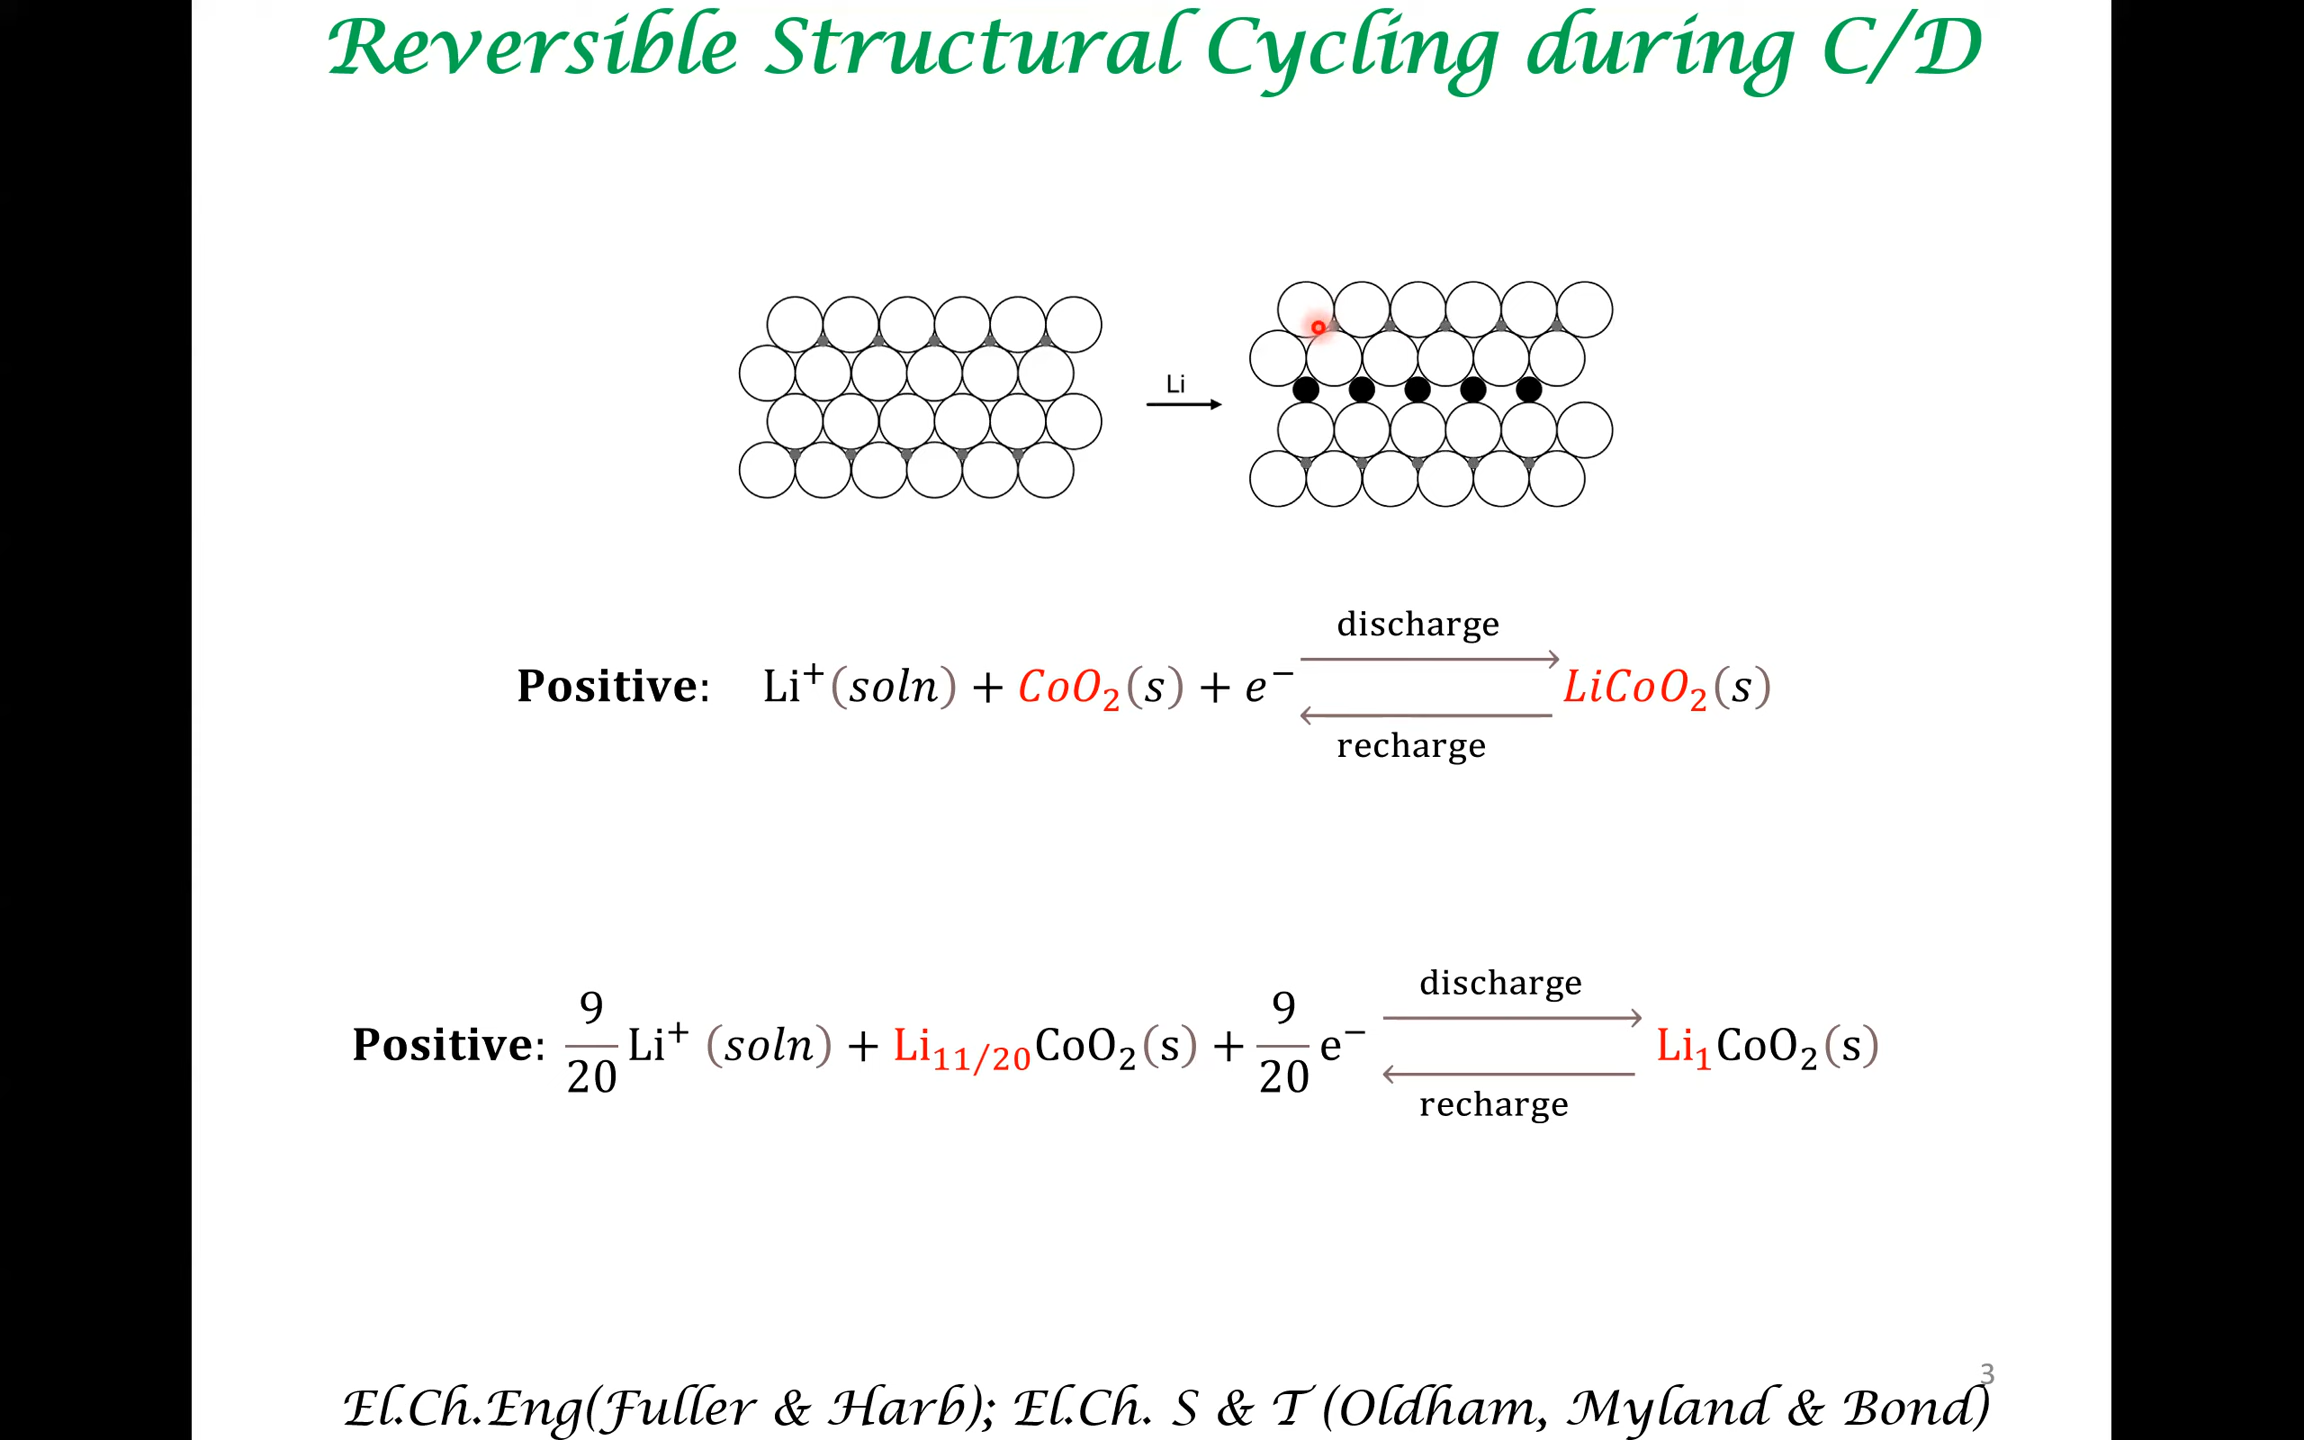 Reversible Structural Cycling during C/D
Li
discharge
Positive: Li⁺(soln) + CoO₂(s) + e⁻ LiCoO₂(s)
recharge
discharge
Positive: 9/20 Li⁺ (soln) + Li₁₁/₂₀CoO₂(s) + 9/20 e⁻ Li₁CoO₂(s)
recharge
3
El.Ch.Eng(Fuller & Harb); El.Ch. S & T (Oldham, Myland & Bond)